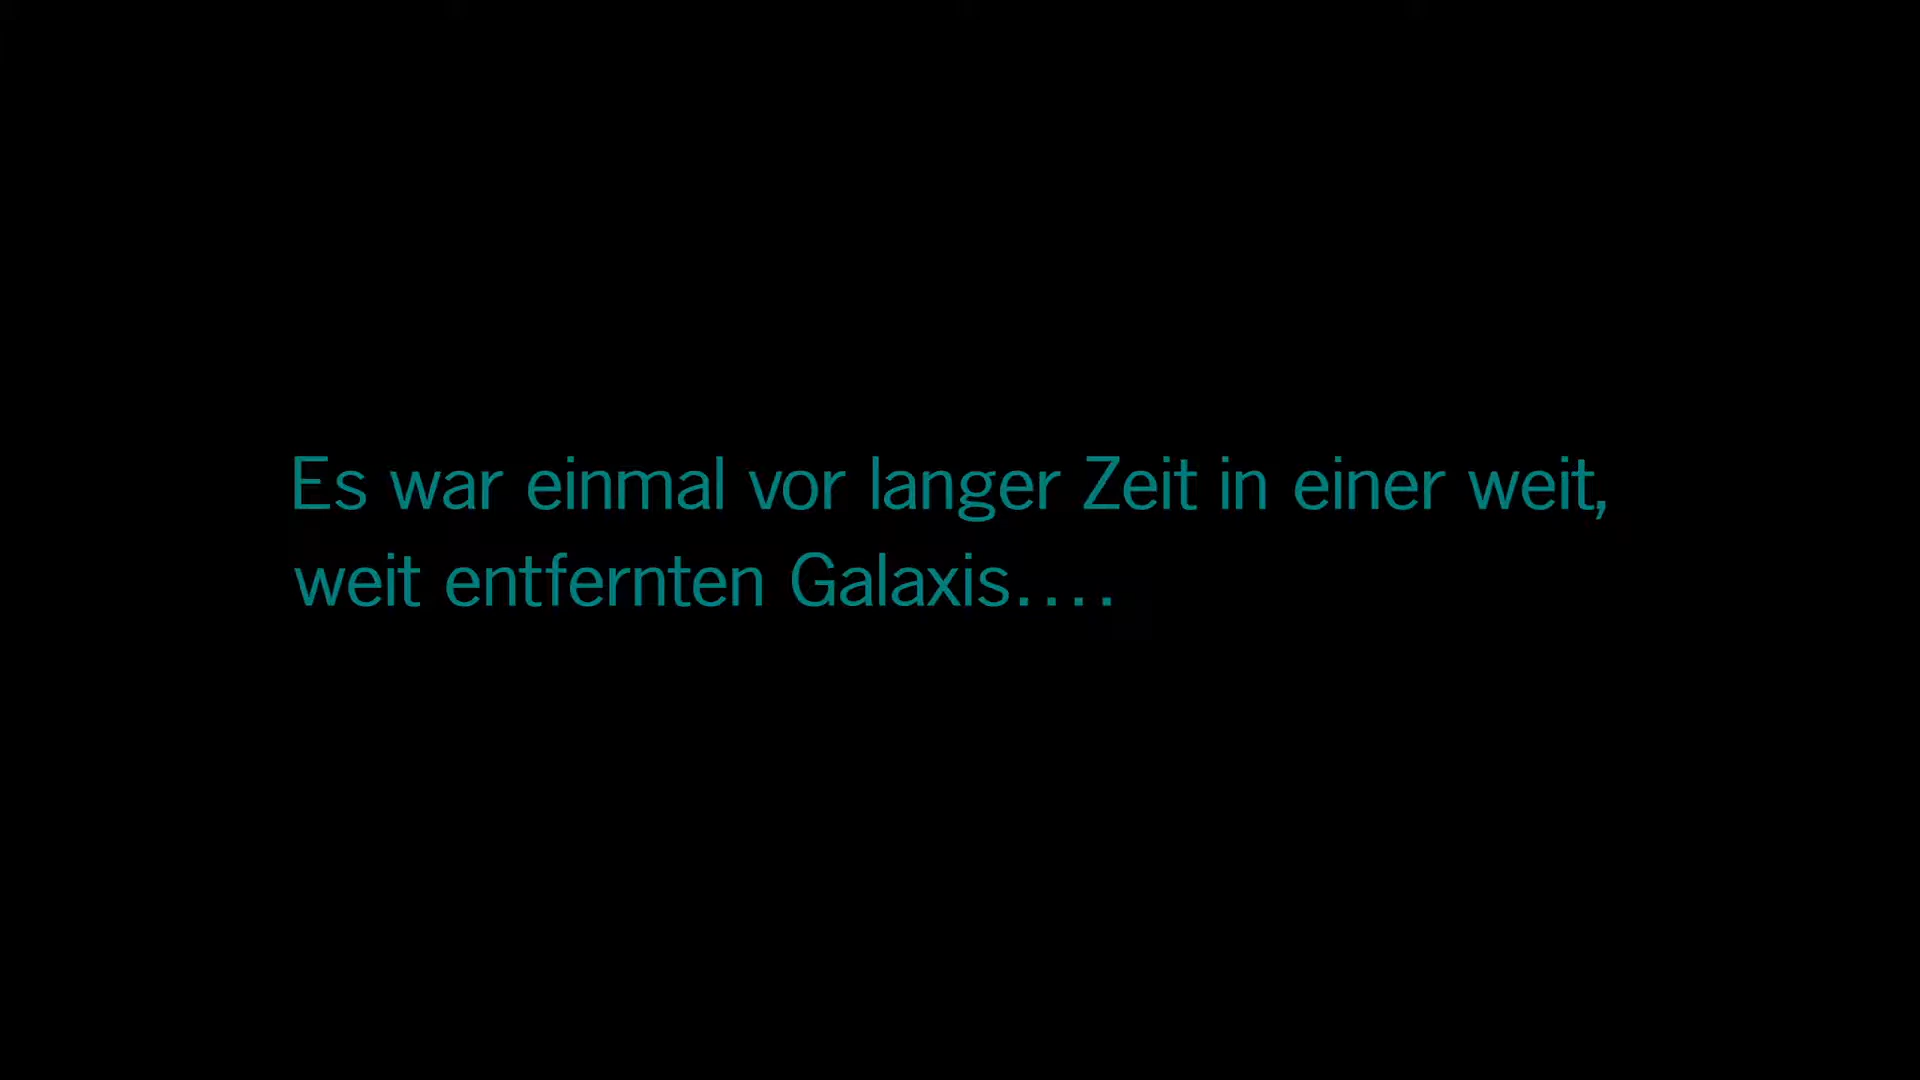 Es war einmal vor langer Zeit in einer weit,
weit entfernten Galaxis....